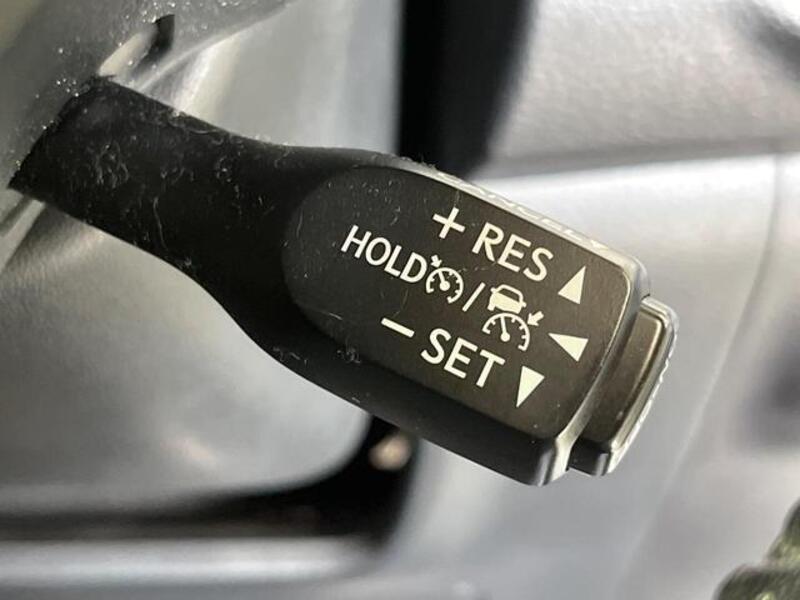 + RES
HOLD /
- SET